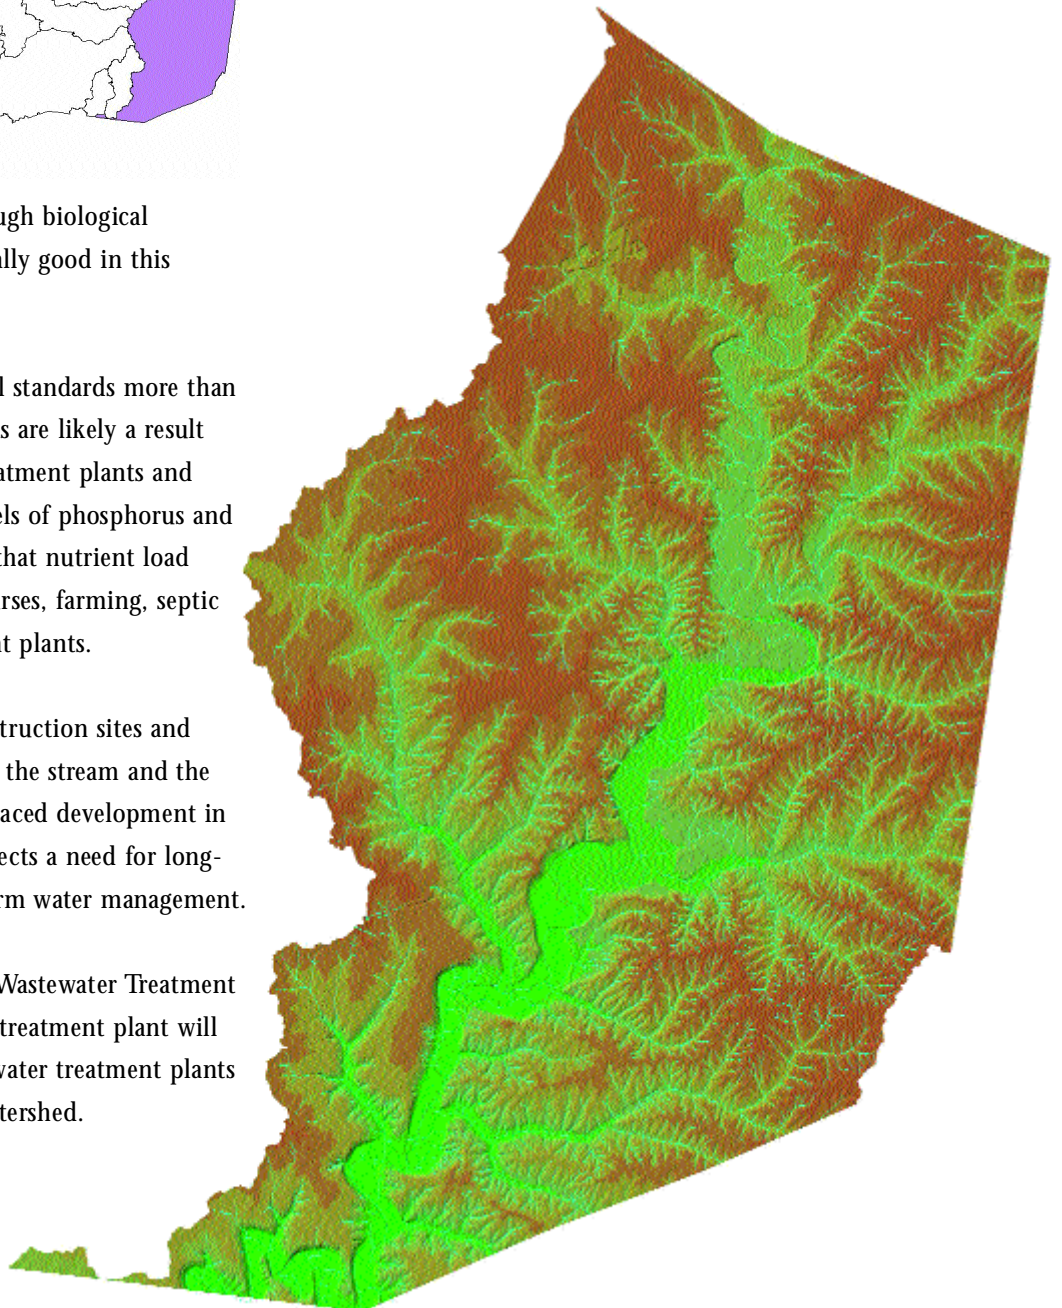 ugh biological
ally good in this
l standards more than
s are likely a result
atment plants and
els of phosphorus and
that nutrient load
rses, farming, septic
t plants.
truction sites and
the stream and the
aced development in
ects a need for long-
rm water management.
Wastewater Treatment
treatment plant will
water treatment plants
tershed.